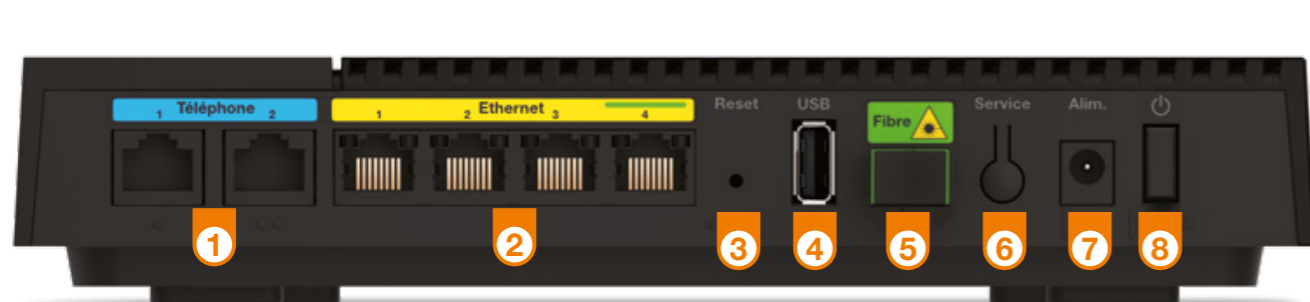 1 Téléphone 2
1 2 Ethernet 3 4
Reset
USB
Fibre
Service
Alim.
1
2
3
4
5
6
7
8